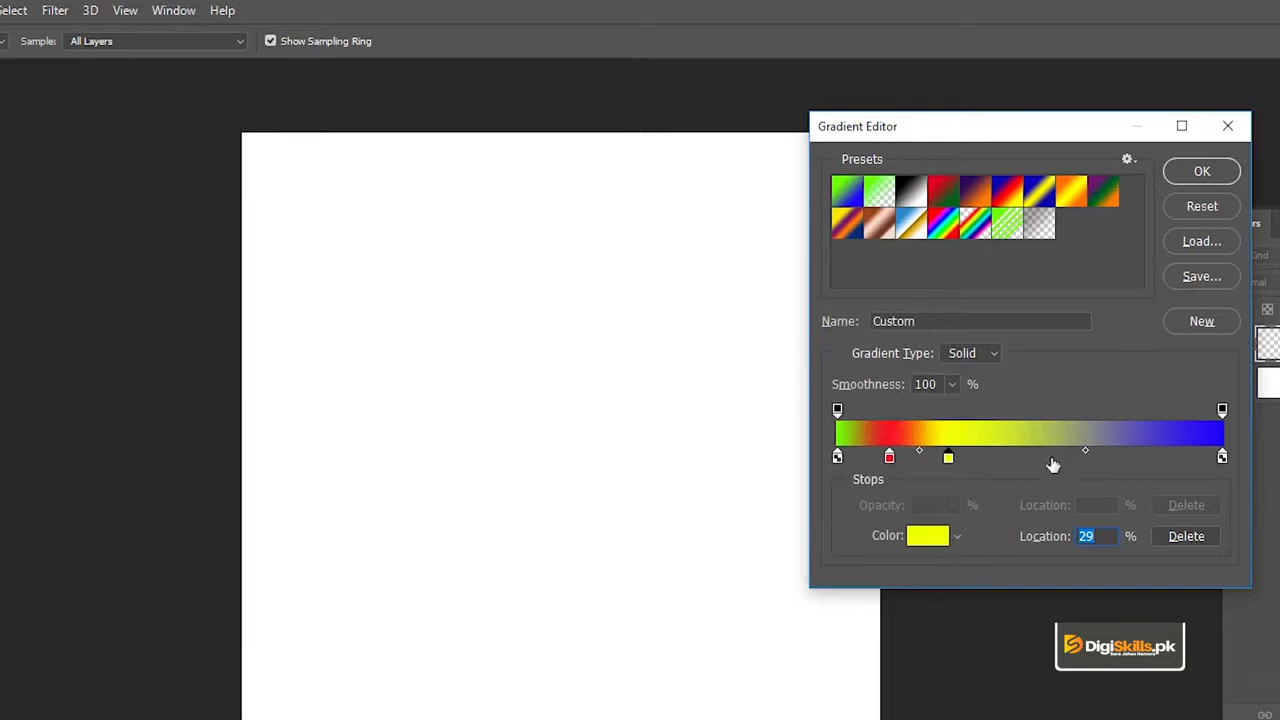 Select Filter 3D View Window Help
Sample: All Layers Show Sampling Ring
Gradient Editor
Presets
OK
Reset
Load...
Save...
Name: Custom
New
Gradient Type: Solid
Smoothness: 100 %
Stops
Opacity: % Location: % Delete
Color: Location: 29 % Delete
DigiSkills.pk